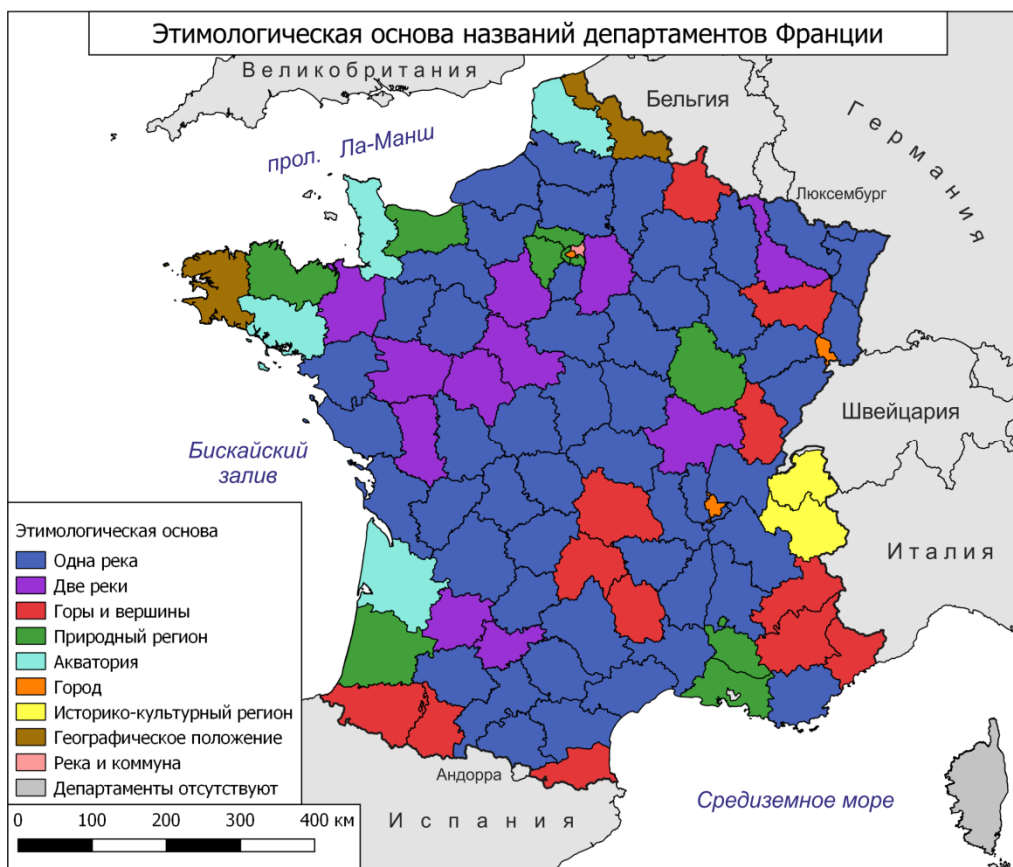 Этимологическая основа названий департаментов Франции
Великобритания
Бельгия
Германия
прол. Ла-Манш
Люксембург
Швейцария
Бискайский
залив
Италия
Этимологическая основа
Одна река
Две реки
Горы и вершины
Природный регион
Акватория
Город
Историко-культурный регион
Географическое положение
Река и коммуна
Департаменты отсутствуют
Андорра
Средиземное море
Испания
0 100 200 300 400 км